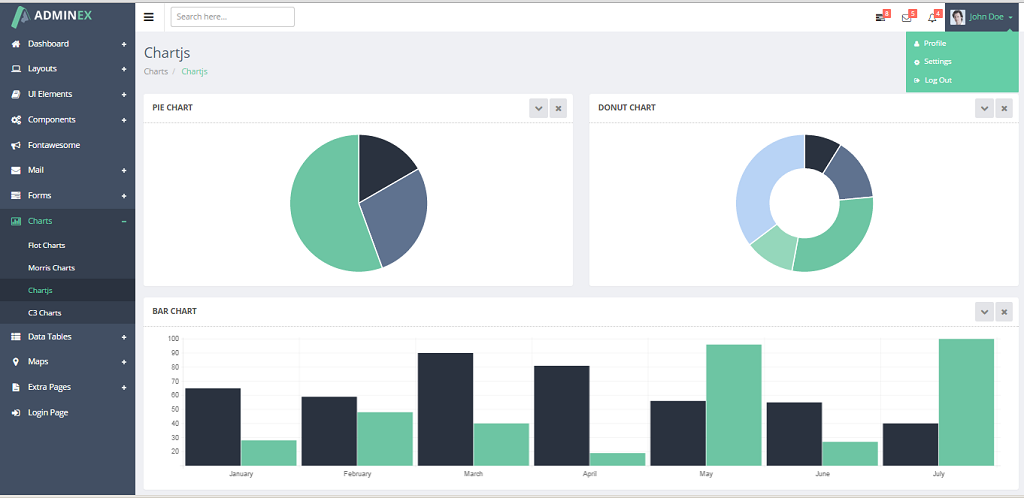 ADMINEX
Search here...
8
5
4
John Doe
Profile
Settings
Log Out
Dashboard
Layouts
UI Elements
Components
Fontawesome
Mail
Forms
Charts
Flot Charts
Morris Charts
Chartjs
C3 Charts
Data Tables
Maps
Extra Pages
Login Page
Chartjs
Charts / Chartjs
PIE CHART
DONUT CHART
BAR CHART
100
90
80
70
60
50
40
30
20
January February March April May June July